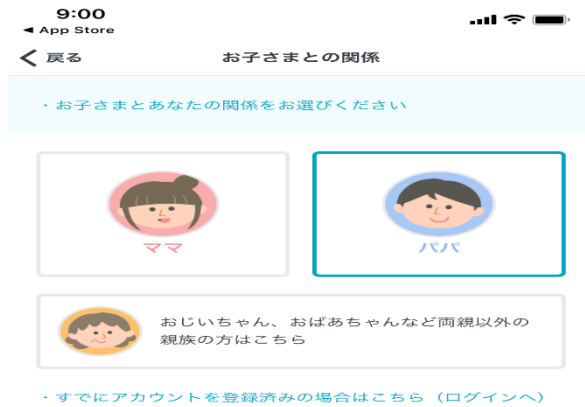 9:00
◀ App Store
戻る
お子さまとの関係
・お子さまとあなたの関係をお選びください
ママ
パパ
おじいちゃん、おばあちゃんなど両親以外の
親族の方はこちら
・すでにアカウントを登録済みの場合はこちら（ログインへ）